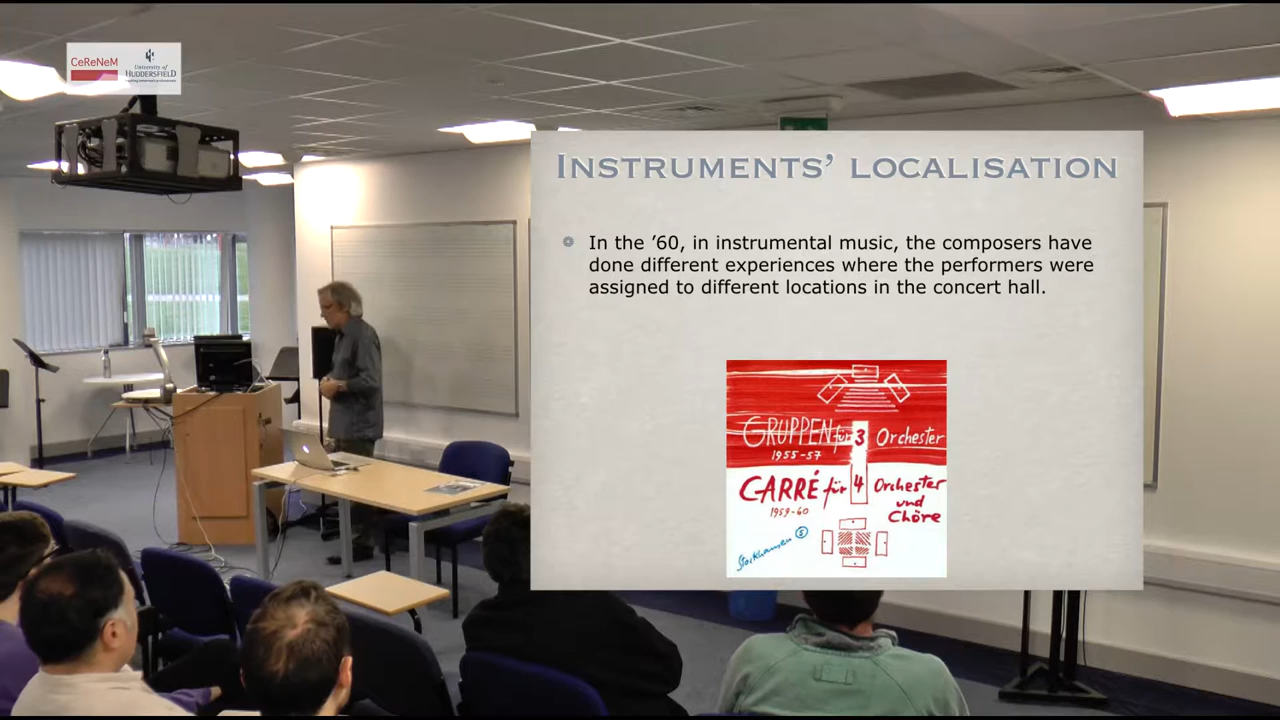 CeReNeM
University of
HUDDERSFIELD
INSTRUMENTS’ LOCALISATION
In the ’60, in instrumental music, the composers have
done different experiences where the performers were
assigned to different locations in the concert hall.
GRUPPEN für 3 Orchester
1955-57
CARRÉ für 4 Orchester
und
Chöre
1959-60
Stockhausen 5